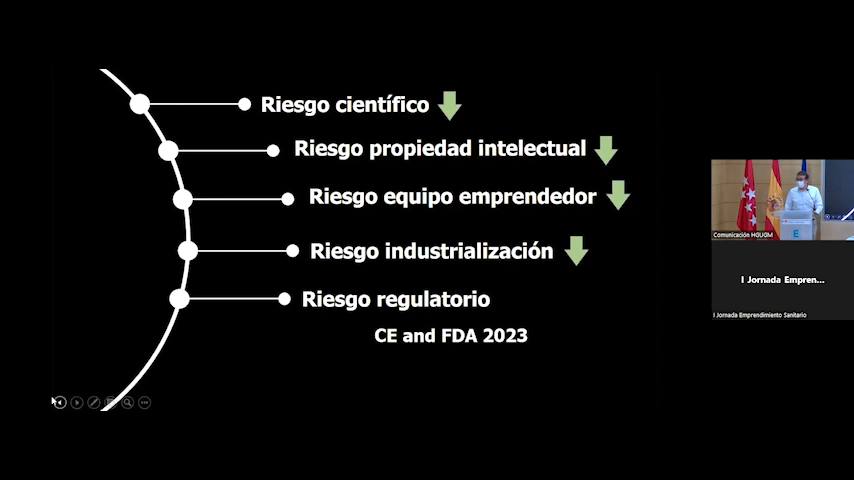 Riesgo científico
Riesgo propiedad intelectual
Riesgo equipo emprendedor
Riesgo industrialización
Riesgo regulatorio
CE and FDA 2023
E
Comunicación HGUGM
I Jornada Empren...
I Jornada Emprendimiento Sanitario